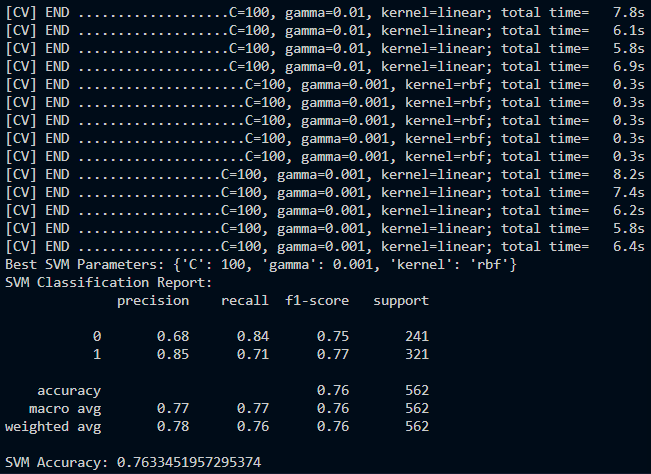 [CV] END ...................C=100, gamma=0.01, kernel=linear; total time=   7.8s
[CV] END ...................C=100, gamma=0.01, kernel=linear; total time=   6.1s
[CV] END ...................C=100, gamma=0.01, kernel=linear; total time=   5.8s
[CV] END ...................C=100, gamma=0.01, kernel=linear; total time=   6.9s
[CV] END .....................C=100, gamma=0.001, kernel=rbf; total time=   0.3s
[CV] END .....................C=100, gamma=0.001, kernel=rbf; total time=   0.3s
[CV] END .....................C=100, gamma=0.001, kernel=rbf; total time=   0.3s
[CV] END .....................C=100, gamma=0.001, kernel=rbf; total time=   0.3s
[CV] END .....................C=100, gamma=0.001, kernel=rbf; total time=   0.3s
[CV] END ..................C=100, gamma=0.001, kernel=linear; total time=   8.2s
[CV] END ..................C=100, gamma=0.001, kernel=linear; total time=   7.4s
[CV] END ..................C=100, gamma=0.001, kernel=linear; total time=   6.2s
[CV] END ..................C=100, gamma=0.001, kernel=linear; total time=   5.8s
[CV] END ..................C=100, gamma=0.001, kernel=linear; total time=   6.4s
Best SVM Parameters: {'C': 100, 'gamma': 0.001, 'kernel': 'rbf'}
SVM Classification Report:
              precision    recall  f1-score   support
           0       0.68      0.84      0.75       241
           1       0.85      0.71      0.77       321
    accuracy                           0.76       562
   macro avg       0.77      0.77      0.76       562
weighted avg       0.78      0.76      0.76       562
SVM Accuracy: 0.7633451957295374